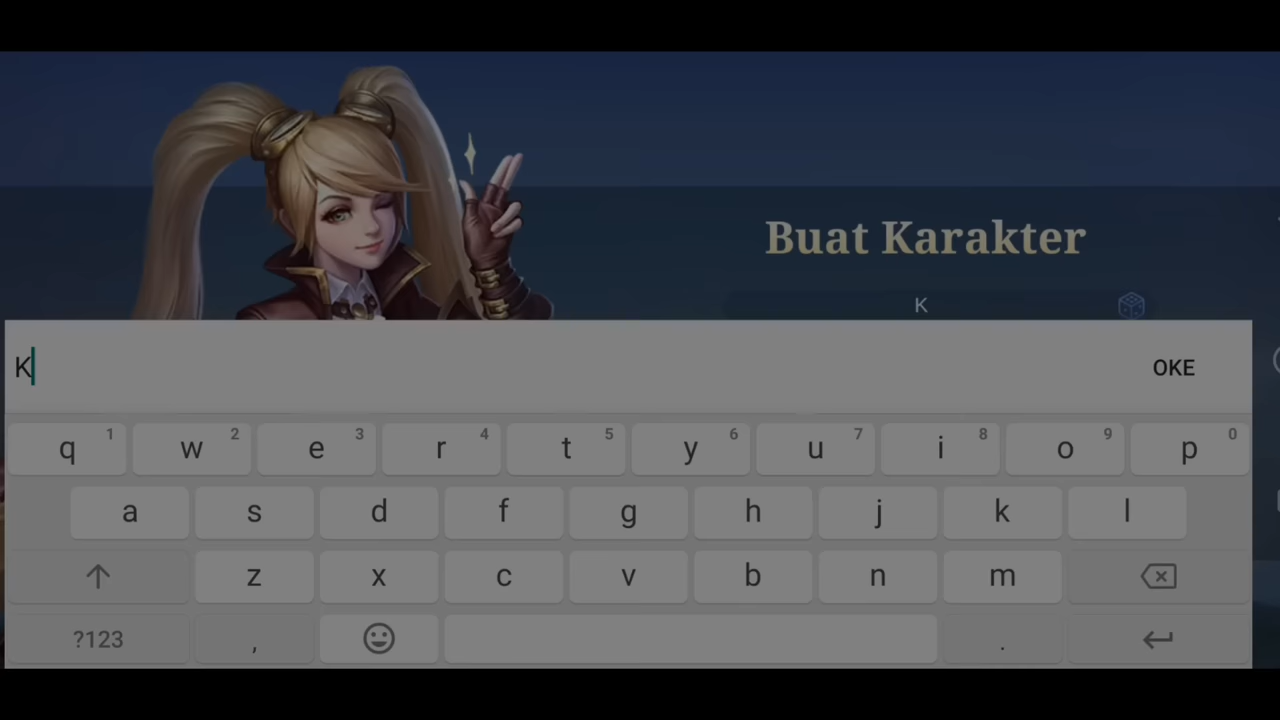 Buat Karakter
K
K
OKE
q 1 w 2 e 3 r 4 t 5 y 6 u 7 i 8 o 9 p 0
a s d f g h j k l
z x c v b n m
?123 , .